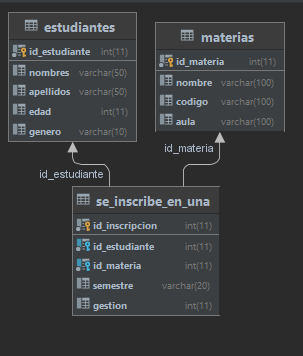 estudiantes
id_estudiante int(11)
nombres varchar(50)
apellidos varchar(50)
edad int(11)
genero varchar(10)
materias
id_materia int(11)
nombre varchar(100)
codigo varchar(100)
aula varchar(100)
id_estudiante
id_materia
se_inscribe_en_una
id_inscripcion int(11)
id_estudiante int(11)
id_materia int(11)
semestre varchar(20)
gestion int(11)